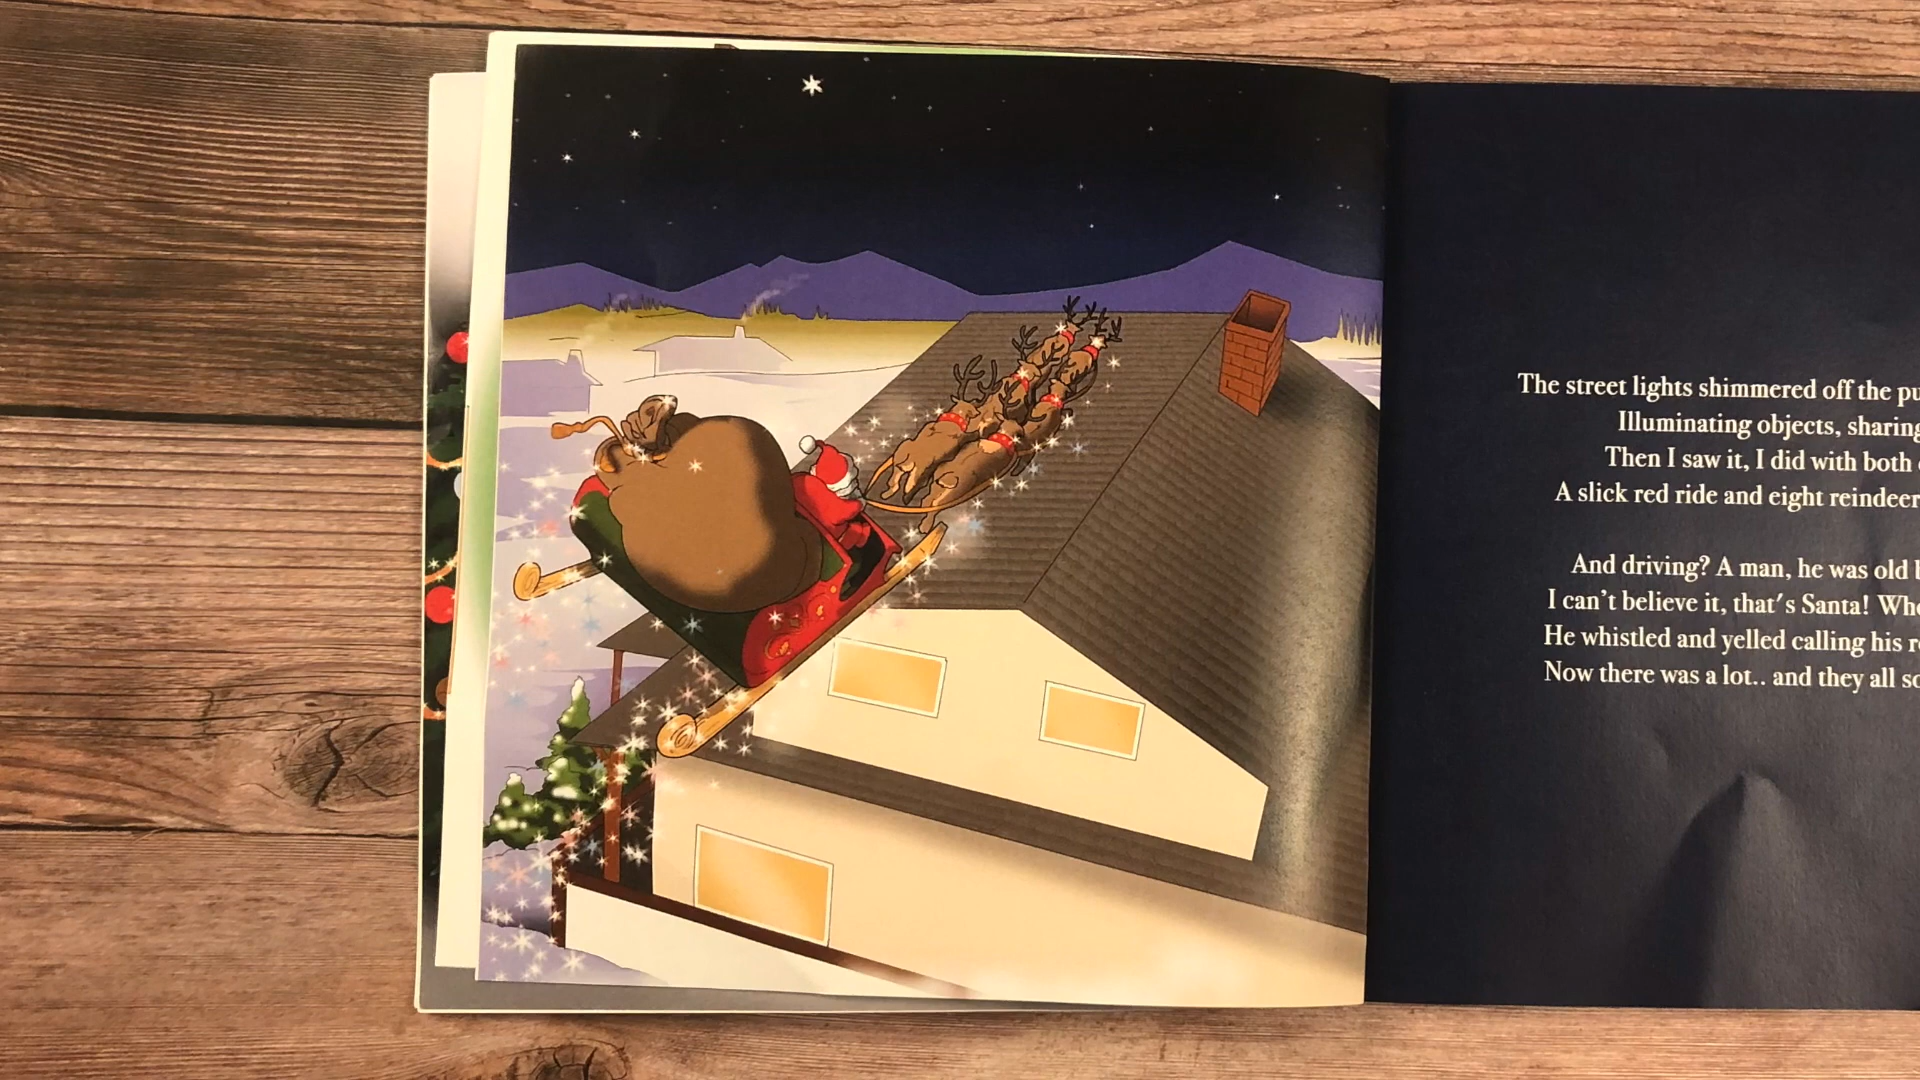 The street lights shimmered off the
Illuminating objects, sharing
Then I saw it, I did with both
A slick red ride and eight reindeer
And driving? A man, he was old
I can't believe it, that's Santa!
He whistled and yelled calling his
Now there was a lot.. and they all